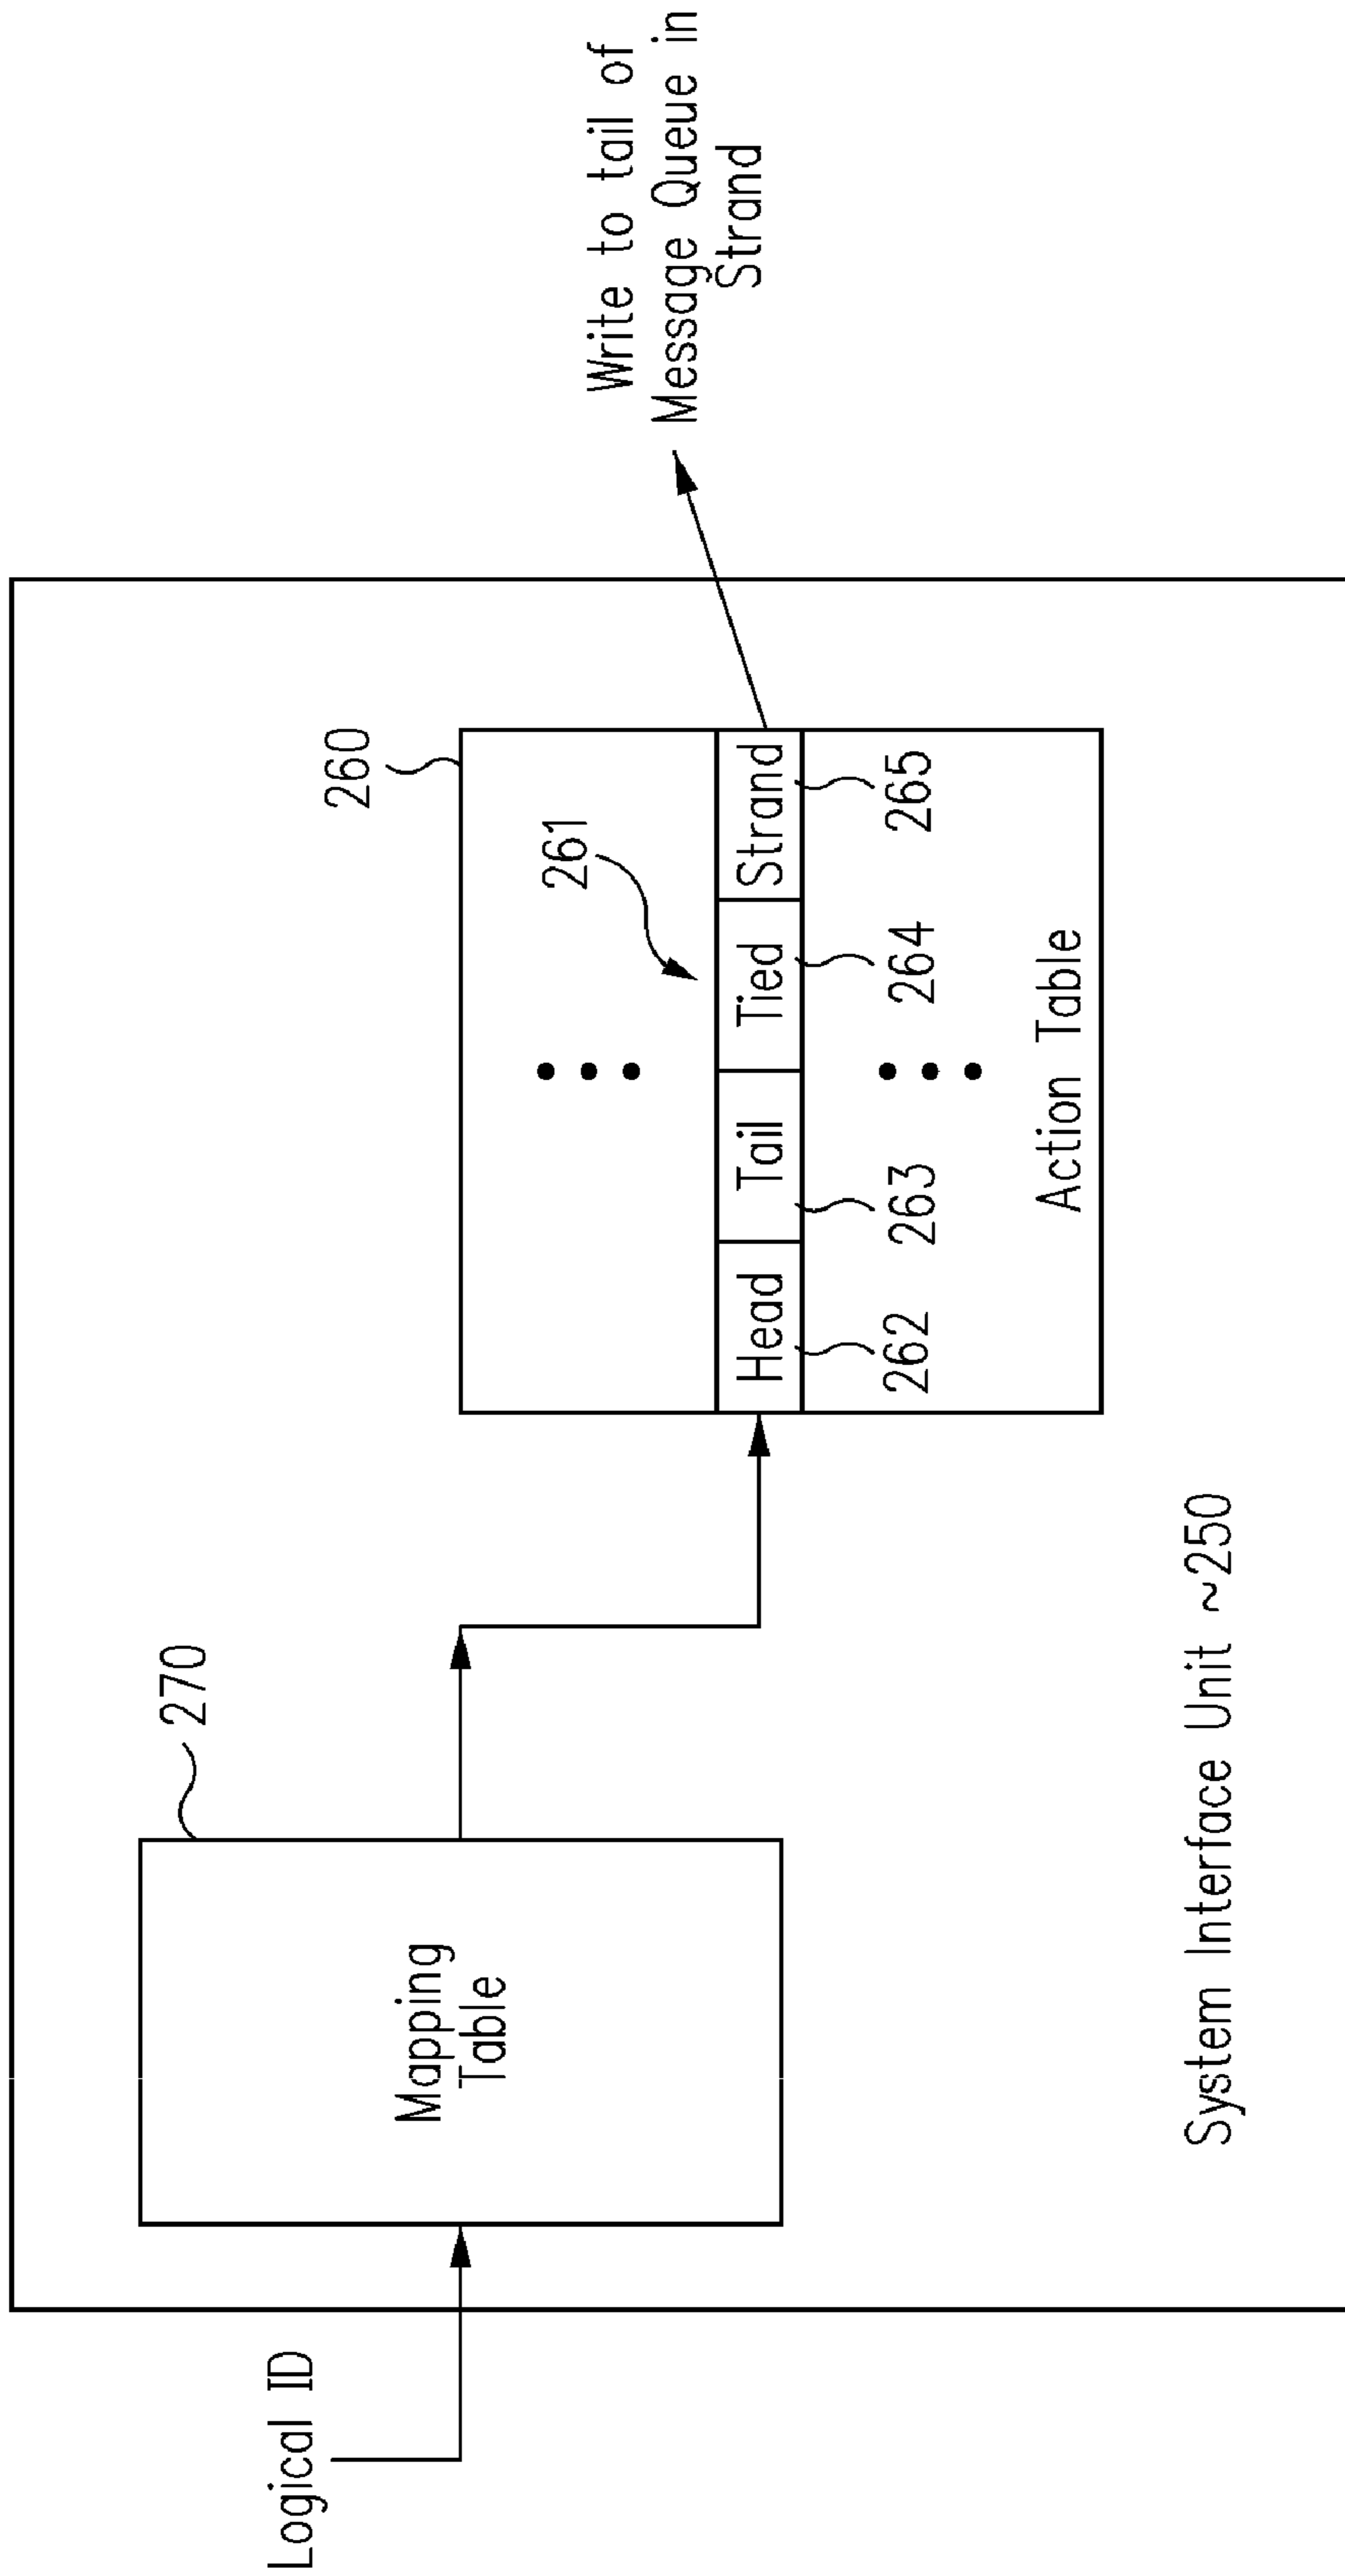 Logical ID
270
Mapping
Table
260
261
Head
Tail
Tied
Strand
262
263
264
265
Action Table
System Interface Unit ~250
Write to tail of
Message Queue in
Strand